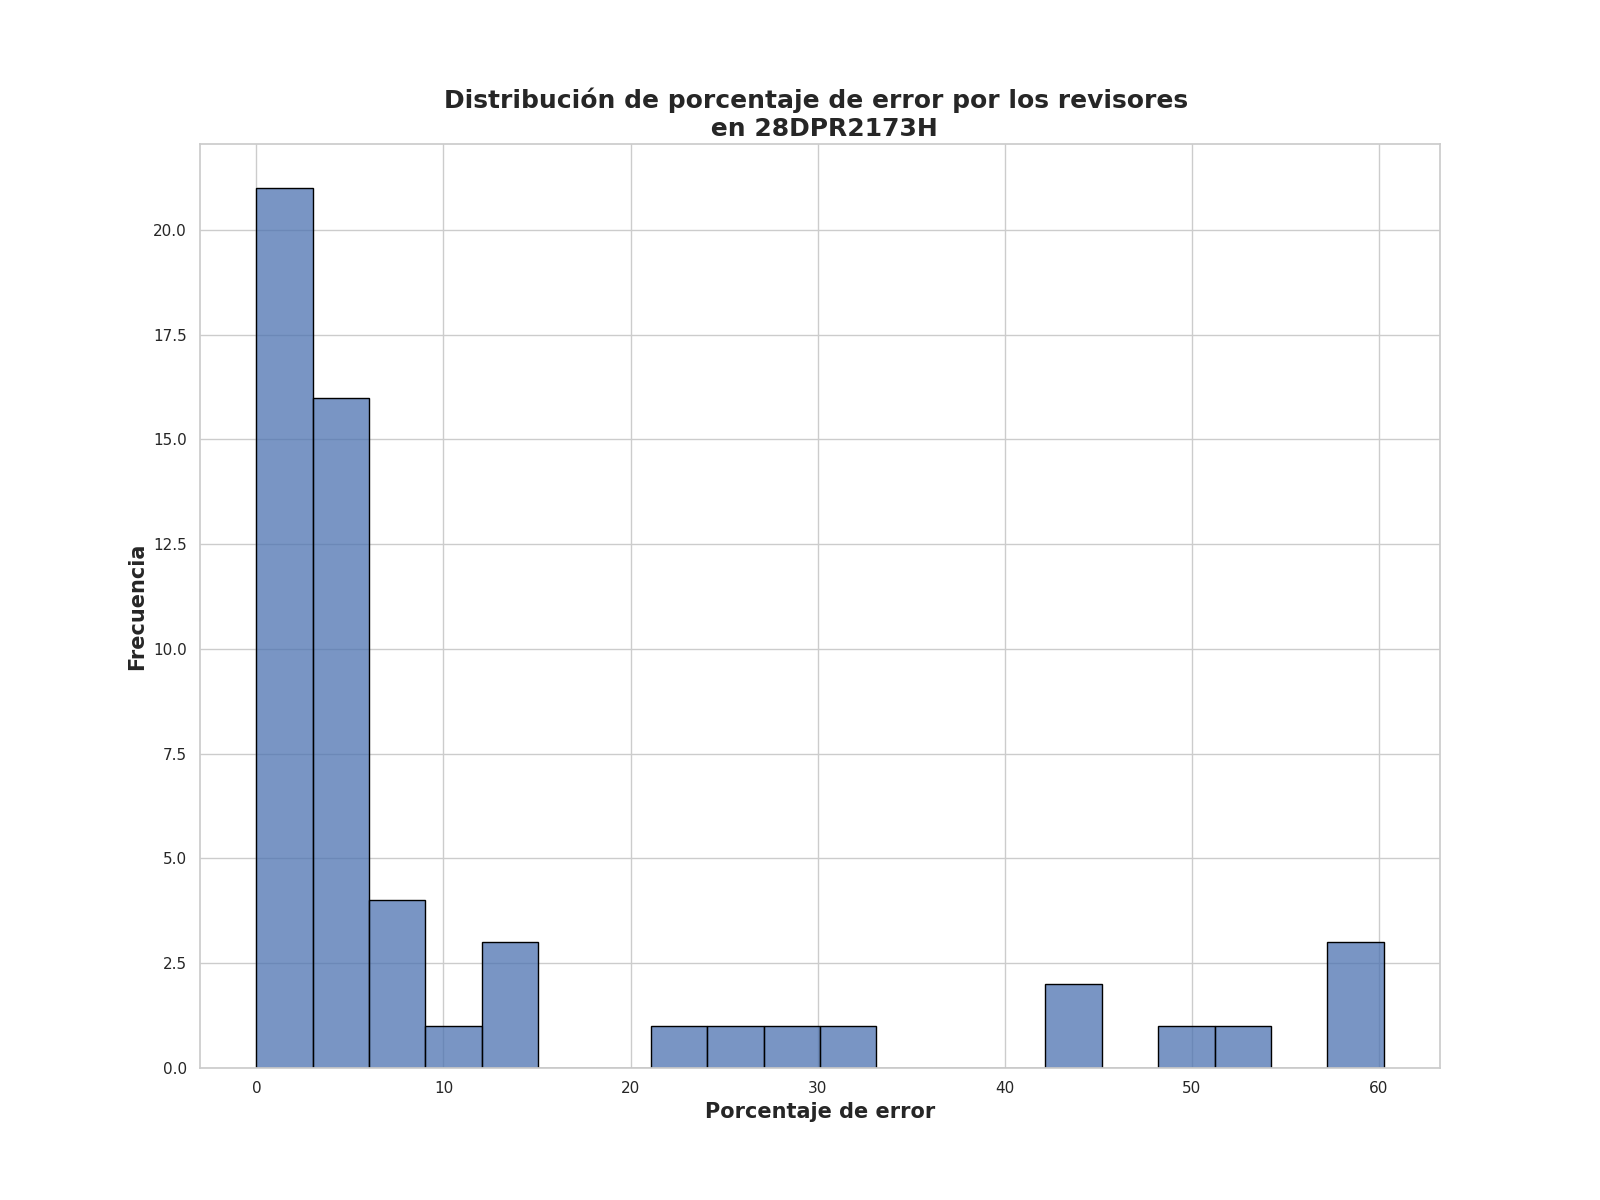 Distribución de porcentaje de error por los revisores
en 28DPR2173H
Frecuencia
20.0
17.5
15.0
12.5
10.0
7.5
5.0
2.5
0.0
0 10 20 30 40 50 60
Porcentaje de error